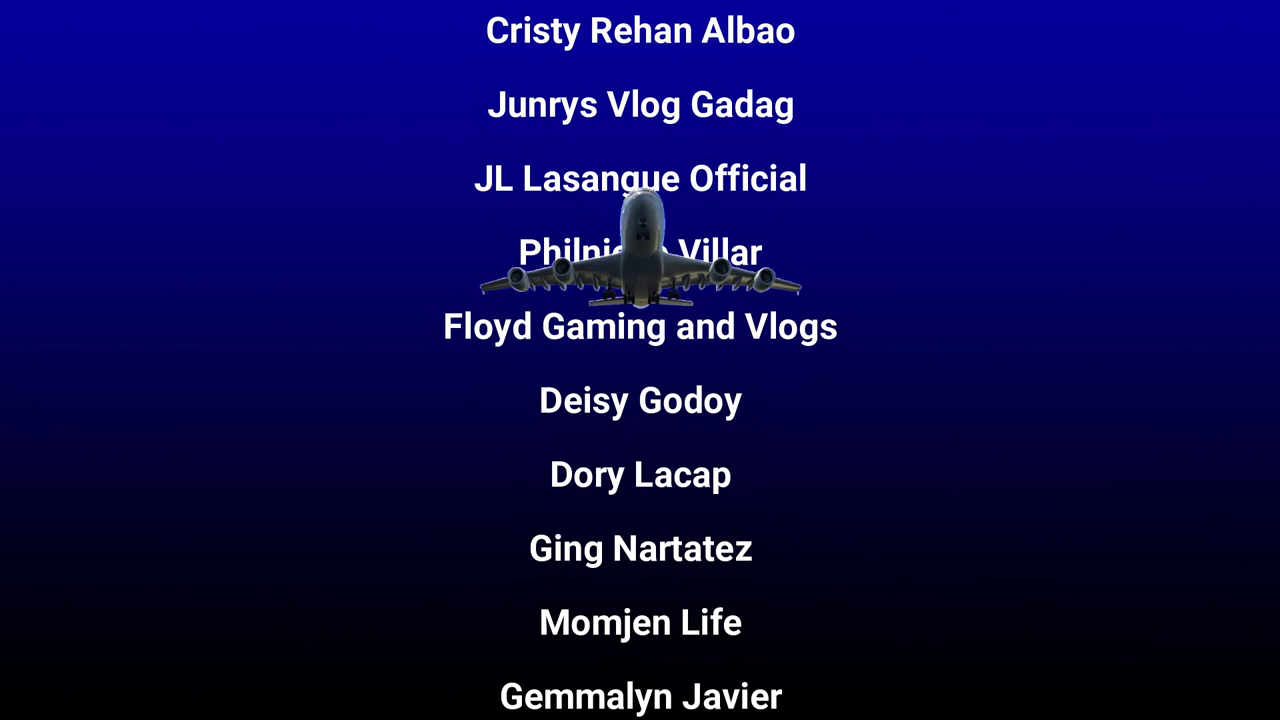 Cristy Rehan Albao
Junrys Vlog Gadag
JL Lasangue Official
Villar
Floyd Gaming and Vlogs
Deisy Godoy
Dory Lacap
Ging Nartatez
Momjen Life
Gemmalyn Javier